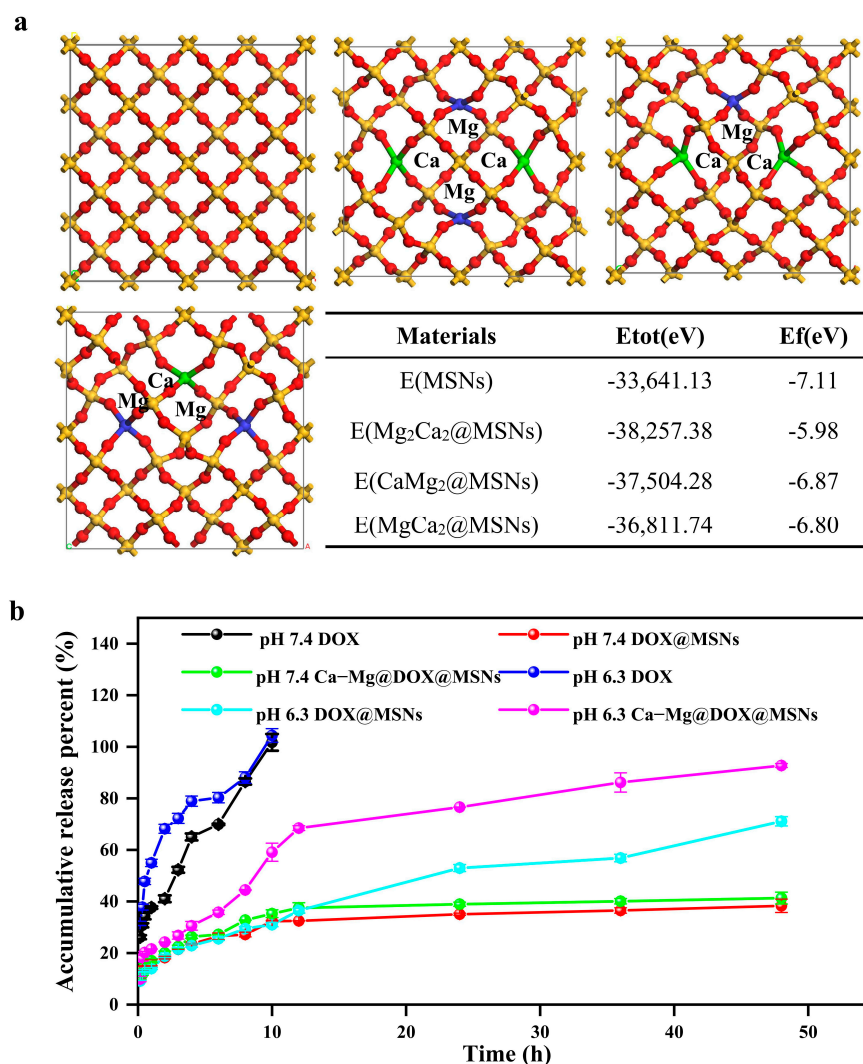 a
Mg
Ca Ca
Mg
Mg
Ca Ca
Ca
Mg Mg
Materials Etot(eV) Ef(eV)
E(MSNs) -33,641.13 -7.11
E(Mg₂Ca₂@MSNs) -38,257.38 -5.98
E(CaMg₂@MSNs) -37,504.28 -6.87
E(MgCa₂@MSNs) -36,811.74 -6.80
b
Accumulative release percent (%)
140
120
100
80
60
40
20
0
pH 7.4 DOX pH 7.4 DOX@MSNs
pH 7.4 Ca−Mg@DOX@MSNs pH 6.3 DOX
pH 6.3 DOX@MSNs pH 6.3 Ca−Mg@DOX@MSNs
0 10 20 30 40 50
Time (h)